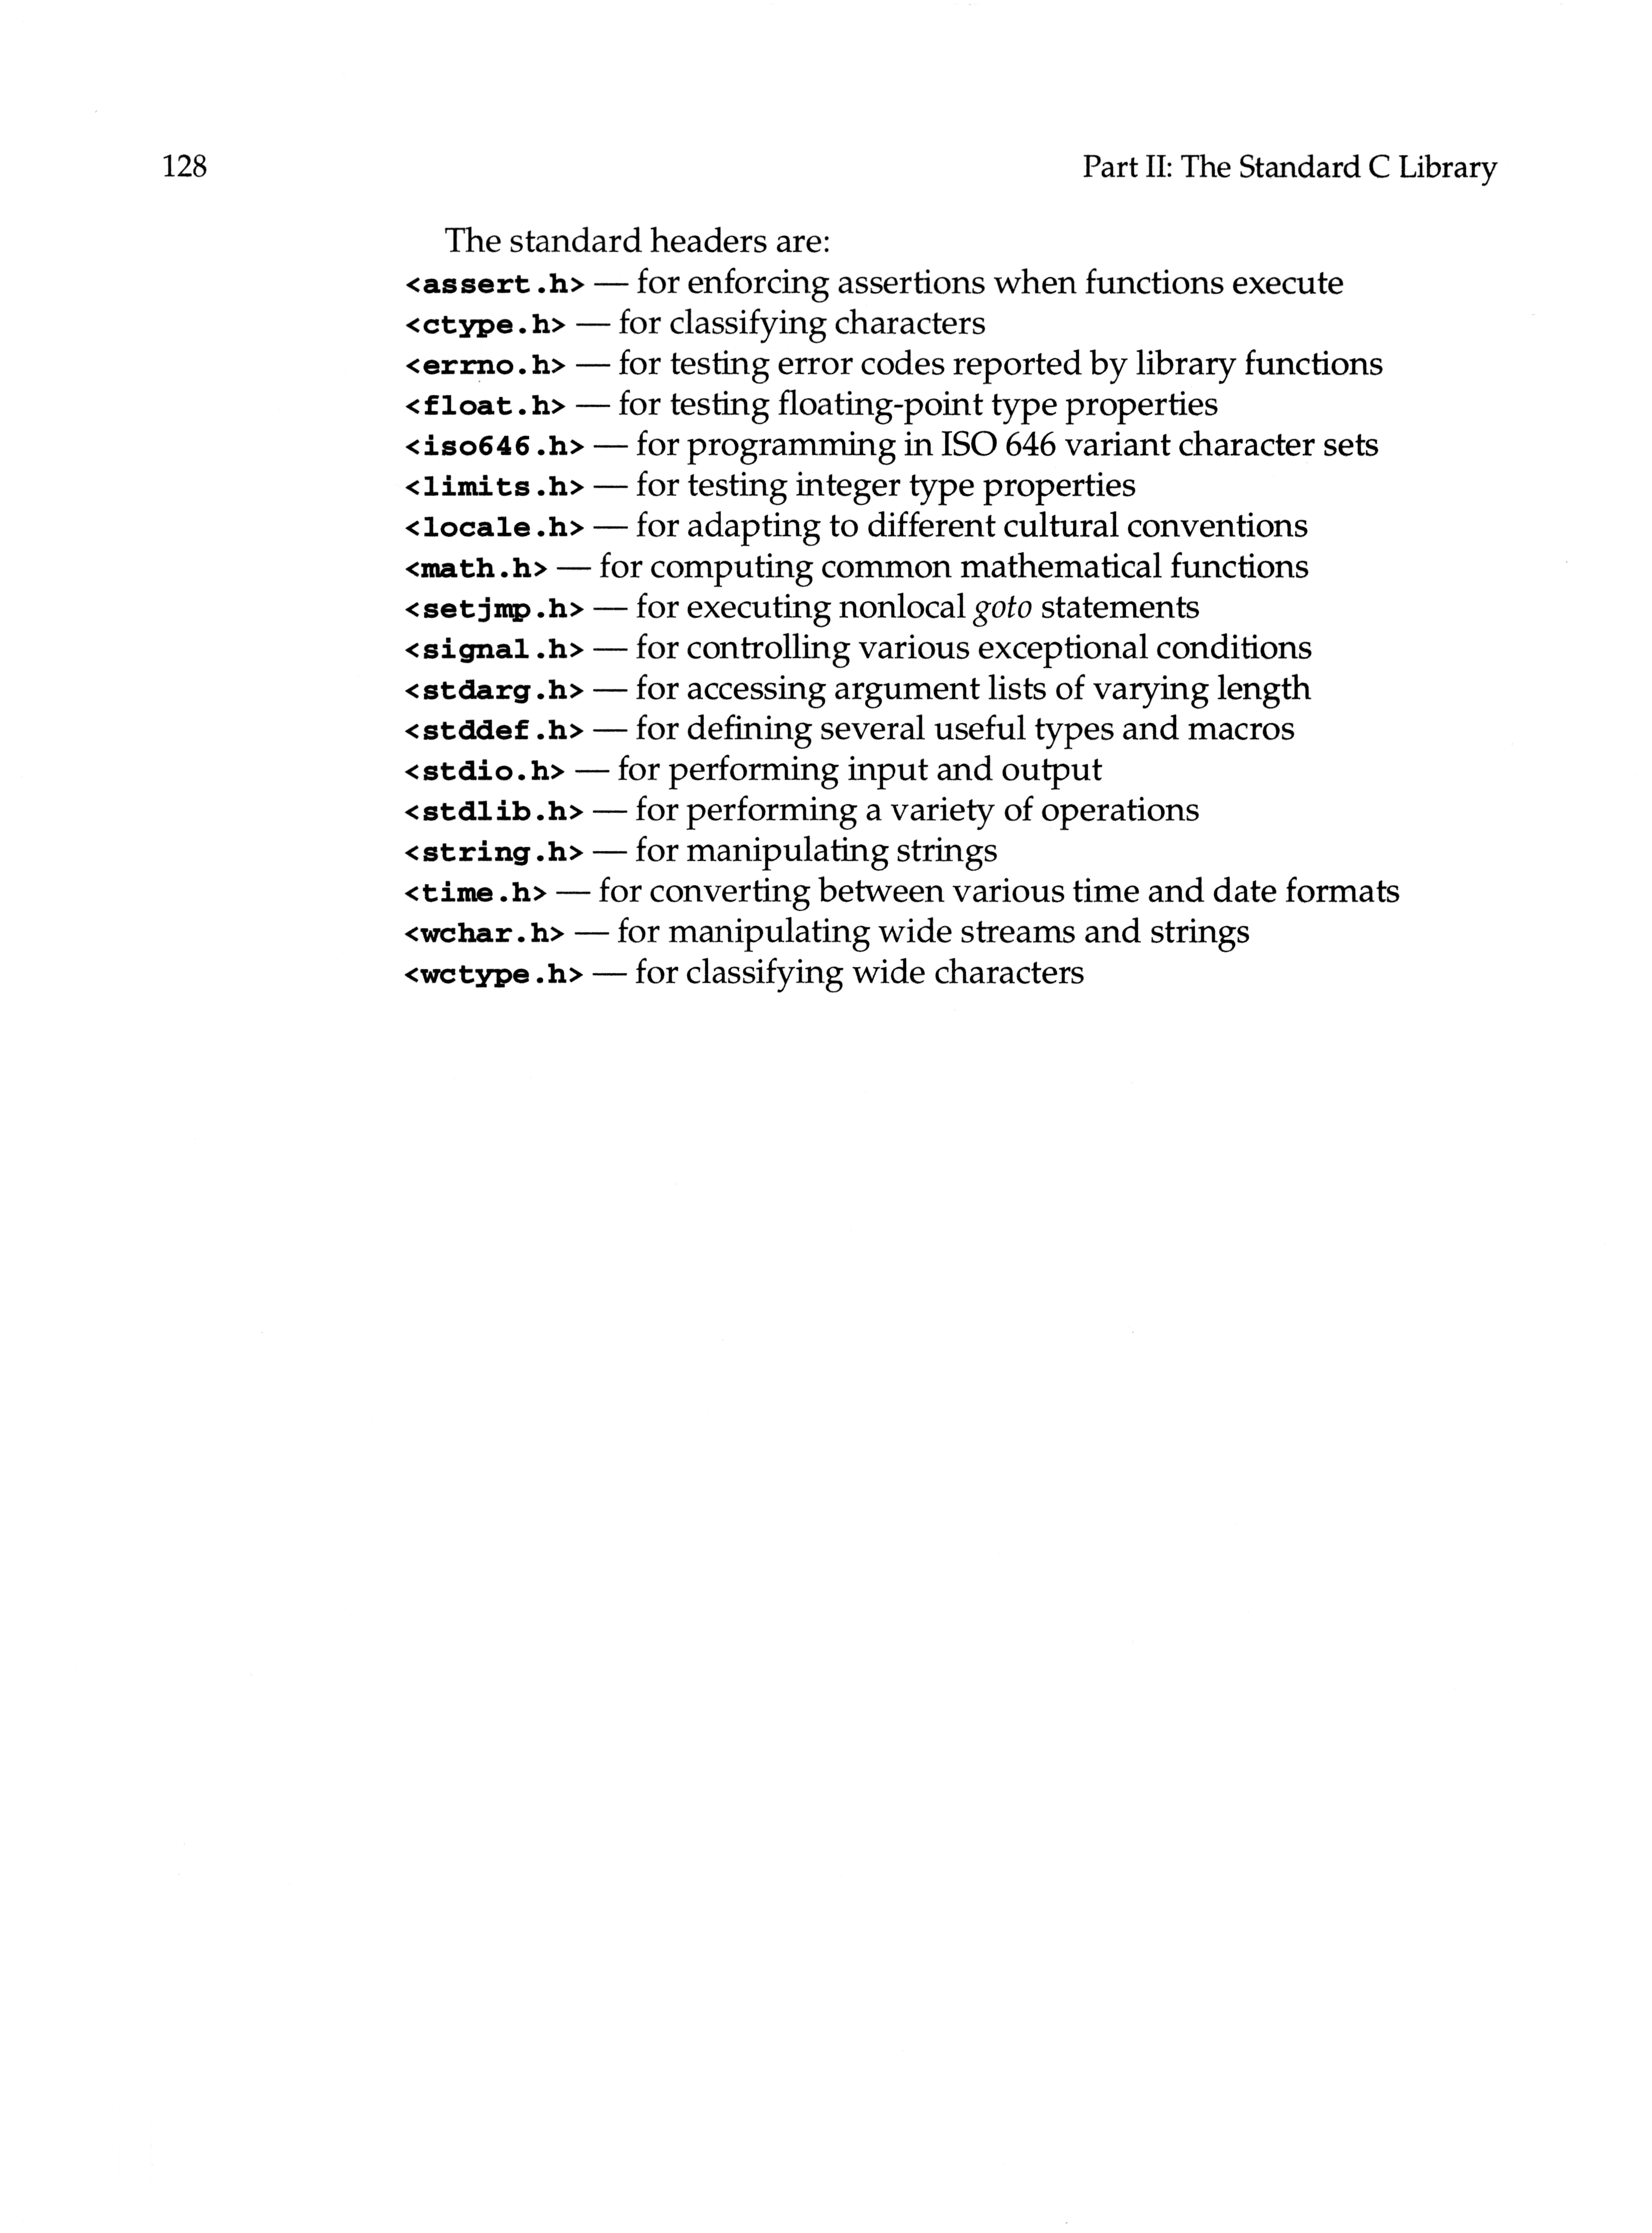 128
Part II: The Standard C Library
The standard headers are:
<assert.h> — for enforcing assertions when functions execute
<ctype.h> — for classifying characters
<errno.h> — for testing error codes reported by library functions
<float.h> — for testing floating-point type properties
<iso646.h> — for programming in ISO 646 variant character sets
<limits.h> — for testing integer type properties
<locale.h> — for adapting to different cultural conventions
<math.h> — for computing common mathematical functions
<setjmp.h> — for executing nonlocal goto statements
<signal.h> — for controlling various exceptional conditions
<stdarg.h> — for accessing argument lists of varying length
<stddef.h> — for defining several useful types and macros
<stdio.h> — for performing input and output
<stdlib.h> — for performing a variety of operations
<string.h> — for manipulating strings
<time.h> — for converting between various time and date formats
<wchar.h> — for manipulating wide streams and strings
<wctype.h> — for classifying wide characters